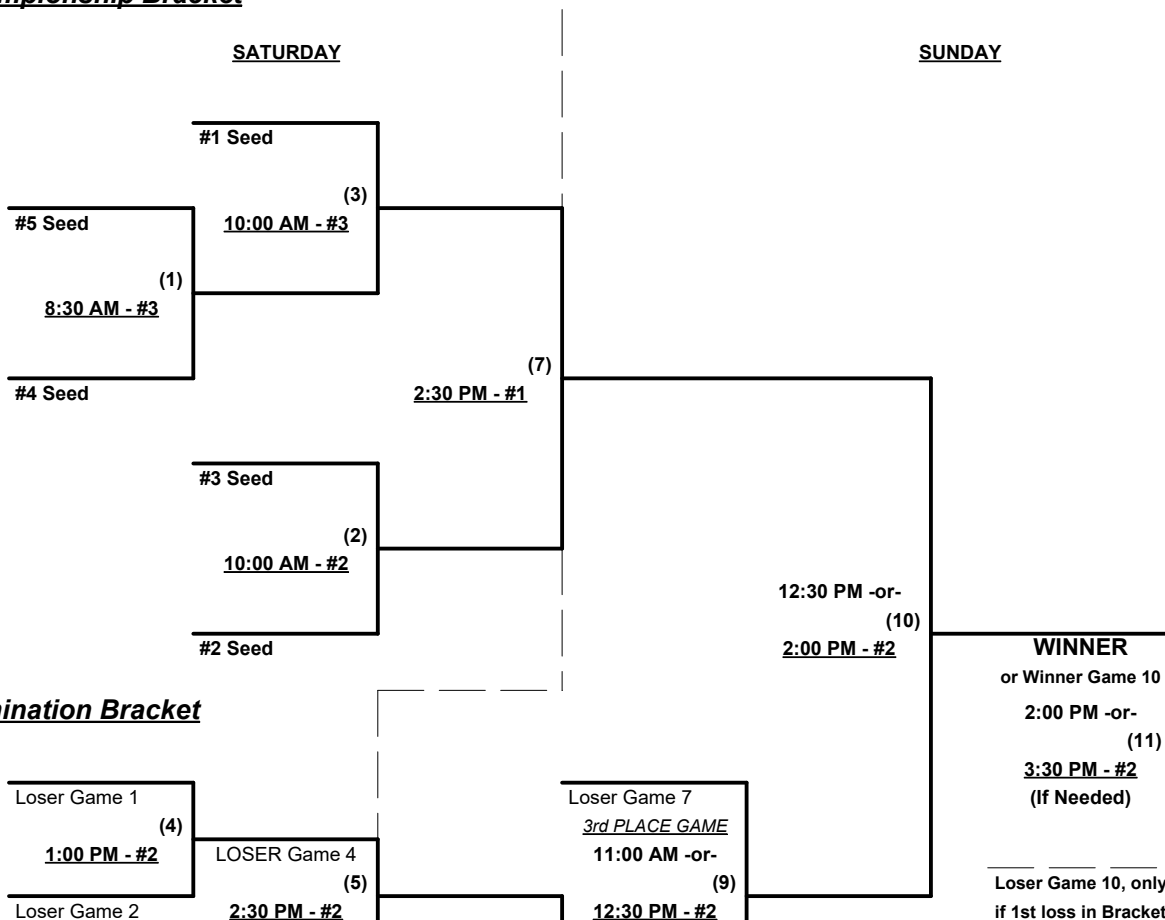 SATURDAY
SUNDAY
#1 Seed
(3)
10:00 AM - #3
#5 Seed
(1)
8:30 AM - #3
#4 Seed
(7)
2:30 PM - #1
#3 Seed
(2)
10:00 AM - #2
#2 Seed
12:30 PM -or-
(10)
2:00 PM - #2
WINNER
or Winner Game 10
2:00 PM -or-
(11)
3:30 PM - #2
(If Needed)
Loser Game 10, only
if 1st loss in Bracket
Bracket
Loser Game 1
(4)
1:00 PM - #2
Loser Game 2
LOSER Game 4
(5)
2:30 PM - #2
Loser Game 7
3rd PLACE GAME
11:00 AM -or-
(9)
12:30 PM - #2